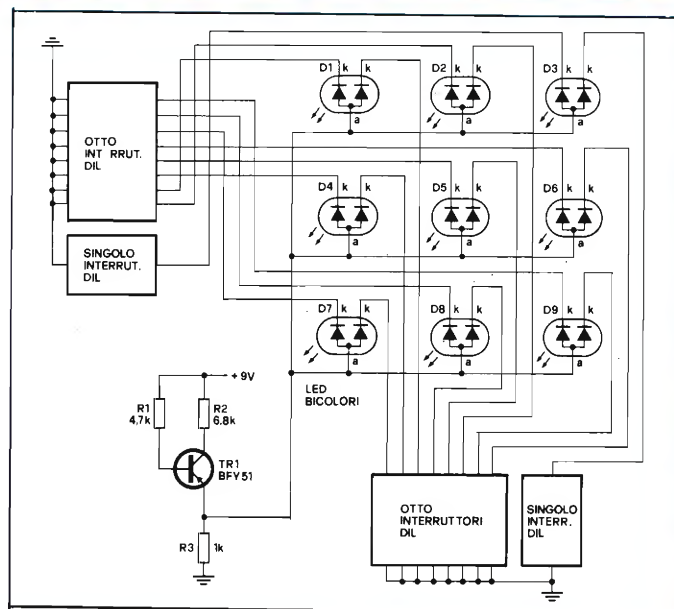 D1 k k
D2 k k
D3 k k
a
a
a
OTTO
INT RRUT.
DIL
SINGOLO
INTERRUT.
DIL
D4 k k
D5 k k
D6 k k
a
a
a
D7 k k
D8 k k
D9 k k
a
a
a
LED
BICOLORI
+ 9V
R1
4,7k
R2
6.8k
TR1
BFY51
R3
1k
OTTO
INTERRUTTORI
DIL
SINGOLO
INTERR.
DIL